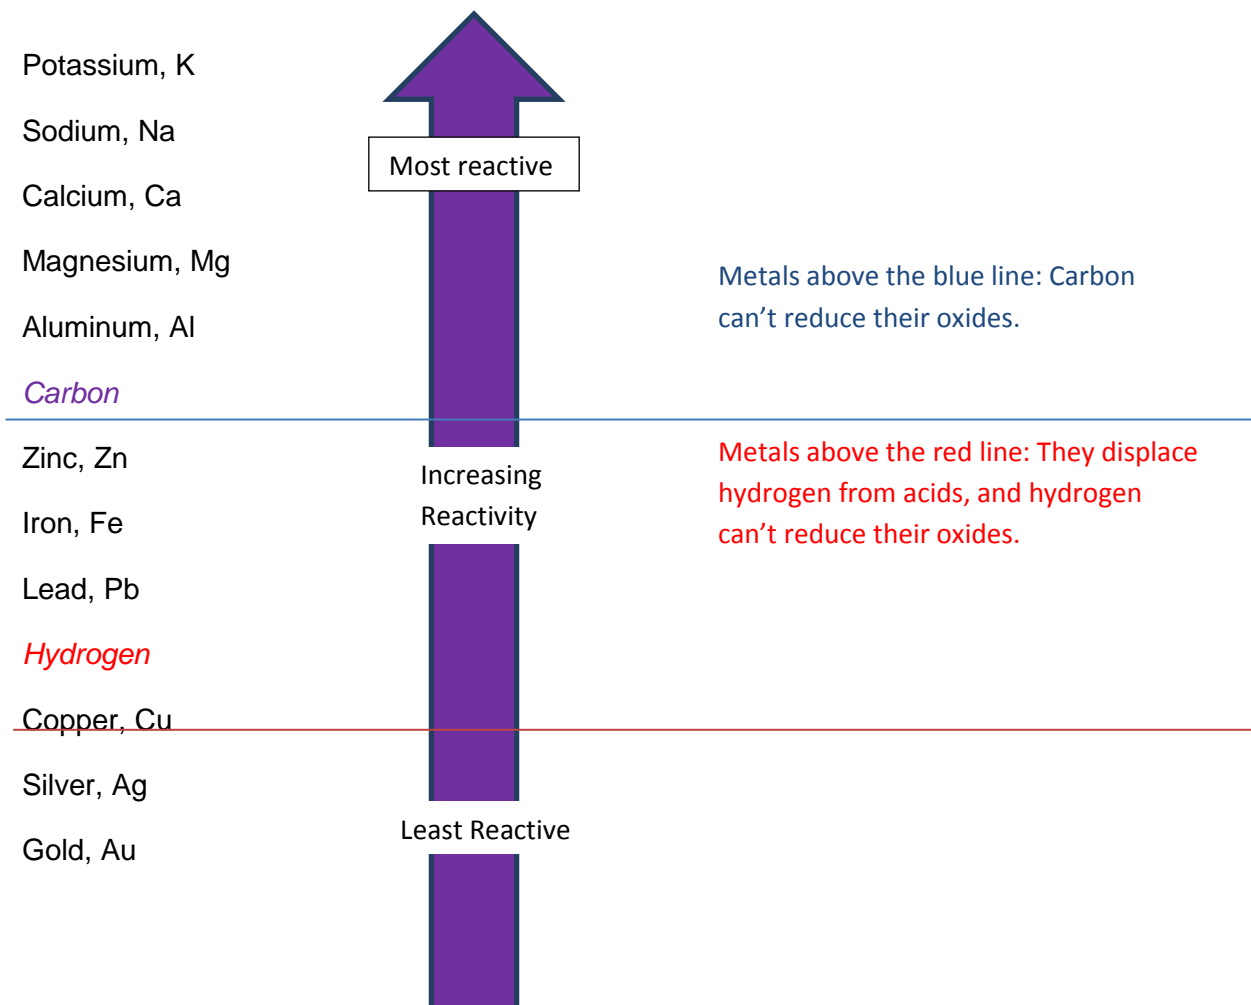 Potassium, K
Sodium, Na
Most reactive
Calcium, Ca
Magnesium, Mg
Metals above the blue line: Carbon
can’t reduce their oxides.
Aluminum, Al
Carbon
Zinc, Zn
Increasing
Reactivity
Metals above the red line: They displace
hydrogen from acids, and hydrogen
can’t reduce their oxides.
Iron, Fe
Lead, Pb
Hydrogen
Copper, Cu
Silver, Ag
Least Reactive
Gold, Au